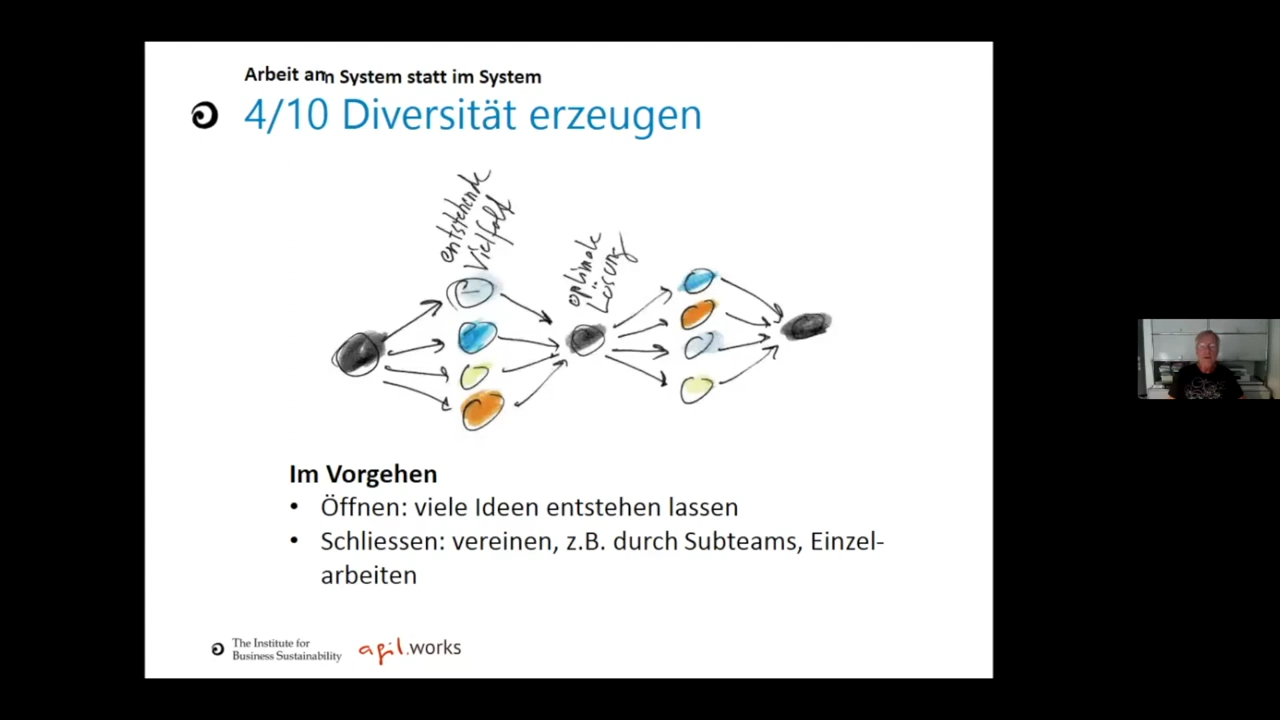 Arbeit am System statt im System
4/10 Diversität erzeugen
entstehende
Vielfalt
optimale
Lösung
Im Vorgehen
• Öffnen: viele Ideen entstehen lassen
• Schliessen: vereinen, z.B. durch Subteams, Einzel-
arbeiten
The Institute for
Business Sustainability
agil.works